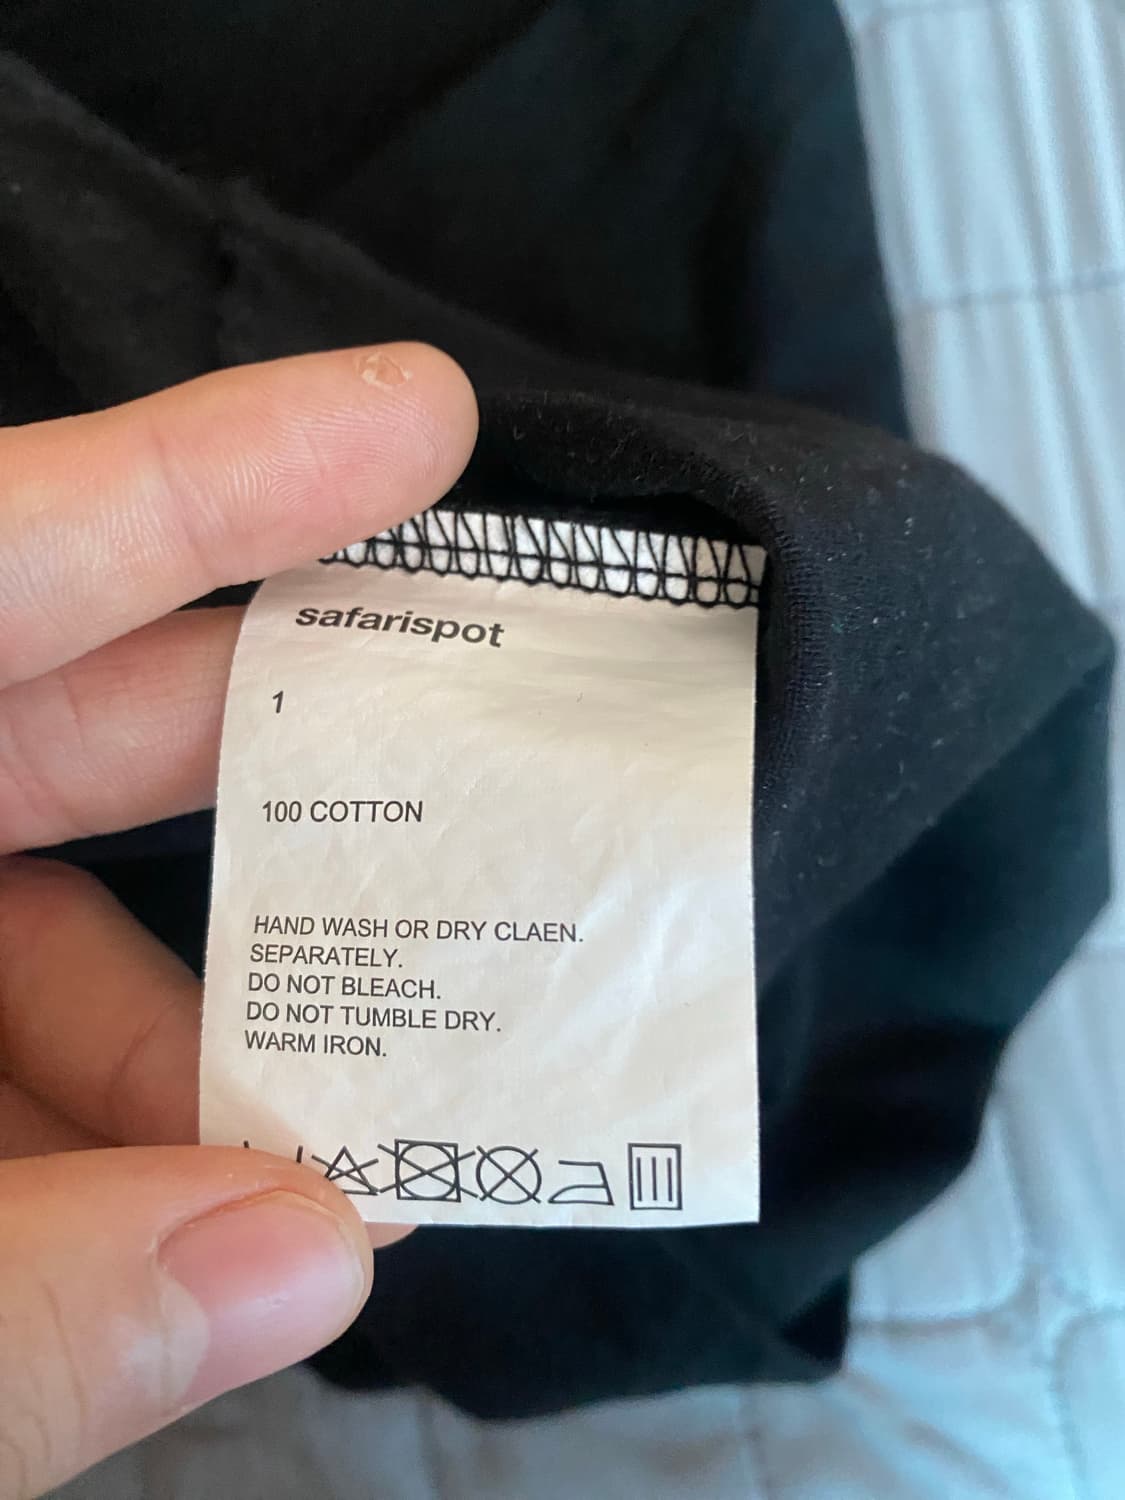 safarispot
1
100 COTTON
HAND WASH OR DRY CLAEN.
SEPARATELY.
DO NOT BLEACH.
DO NOT TUMBLE DRY.
WARM IRON.